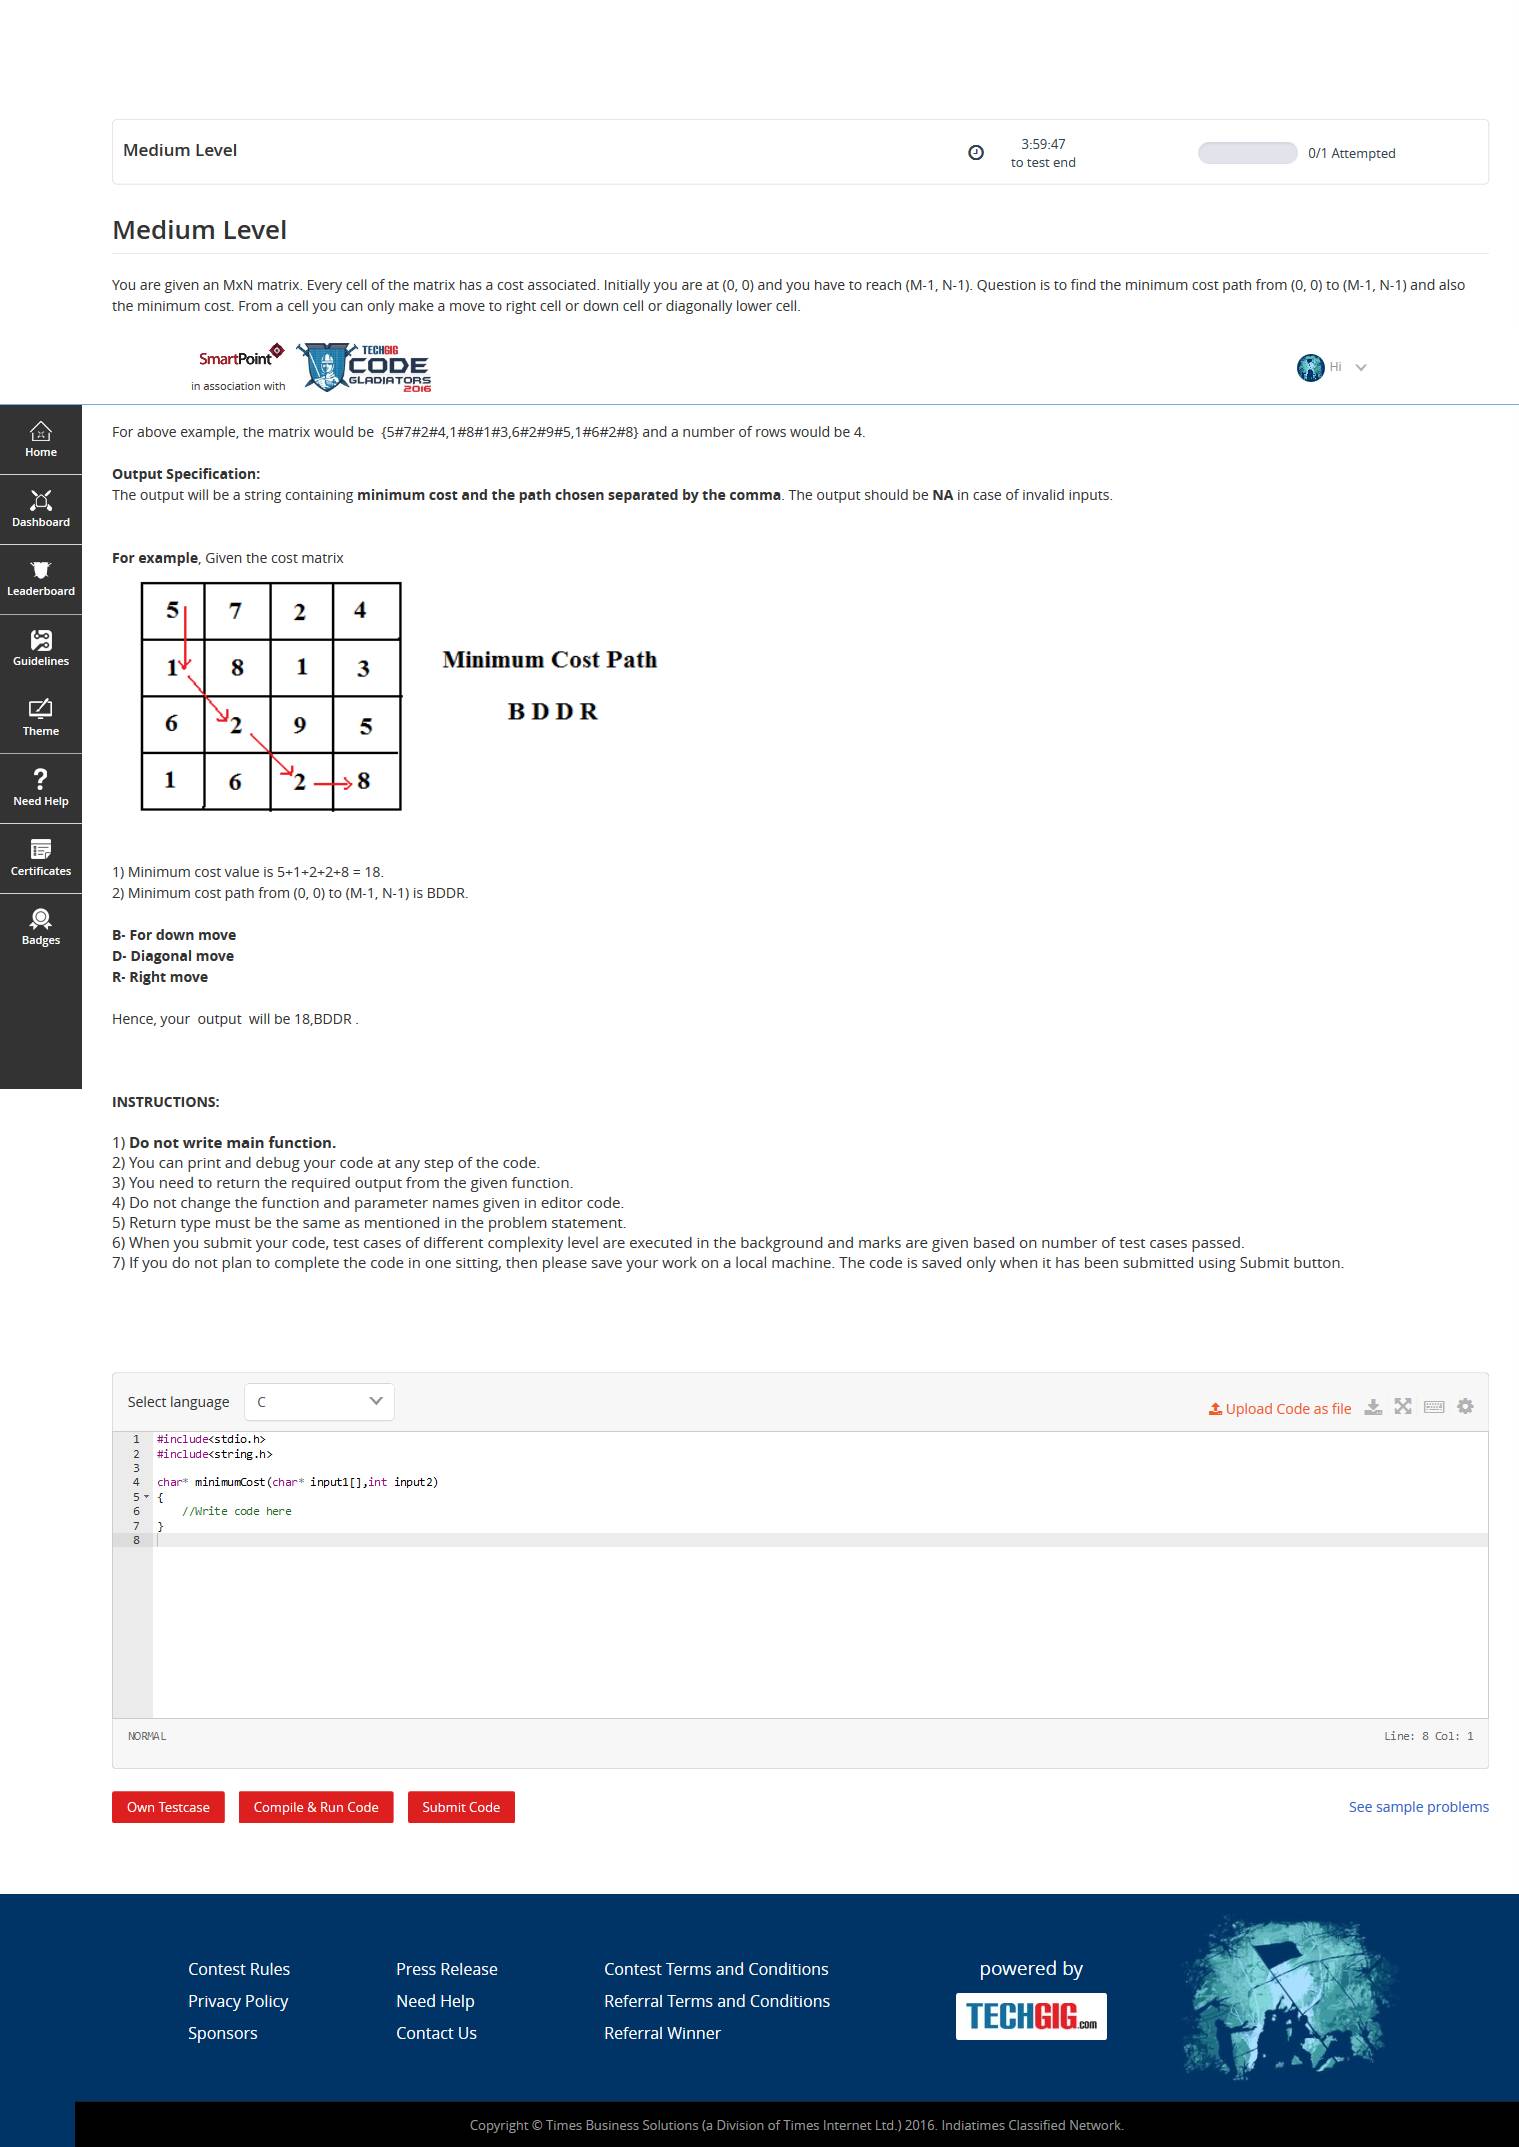 Medium Level
3:59:47
to test end
0/1 Attempted
Medium Level
You are given an MxN matrix. Every cell of the matrix has a cost associated. Initially you are at (0, 0) and you have to reach (M-1, N-1). Question is to find the minimum cost path from (0, 0) to (M-1, N-1) and also
the minimum cost. From a cell you can only make a move to right cell or down cell or diagonally lower cell.
SmartPoint
in association with
TECHGIG
CODE
GLADIATORS
2016
Hi
Home
Dashboard
Leaderboard
Guidelines
Theme
Need Help
Certificates
Badges
For above example, the matrix would be  {5#7#2#4,1#8#1#3,6#2#9#5,1#6#2#8} and a number of rows would be 4.
Output Specification:
The output will be a string containing minimum cost and the path chosen separated by the comma. The output should be NA in case of invalid inputs.
For example, Given the cost matrix
5 7 2 4
1 8 1 3
6 2 9 5
1 6 2 8
Minimum Cost Path
B D D R
1) Minimum cost value is 5+1+2+2+8 = 18.
2) Minimum cost path from (0, 0) to (M-1, N-1) is BDDR.
B- For down move
D- Diagonal move
R- Right move
Hence, your  output  will be 18,BDDR .
INSTRUCTIONS:
1) Do not write main function.
2) You can print and debug your code at any step of the code.
3) You need to return the required output from the given function.
4) Do not change the function and parameter names given in editor code.
5) Return type must be the same as mentioned in the problem statement.
6) When you submit your code, test cases of different complexity level are executed in the background and marks are given based on number of test cases passed.
7) If you do not plan to complete the code in one sitting, then please save your work on a local machine. The code is saved only when it has been submitted using Submit button.
Select language
C
Upload Code as file
1 #include<stdio.h>
2 #include<string.h>
3
4 char* minimumCost(char* input1[],int input2)
5 {
6 //Write code here
7 }
8
NORMAL
Line: 8 Col: 1
Own Testcase
Compile & Run Code
Submit Code
See sample problems
Contest Rules
Privacy Policy
Sponsors
Press Release
Need Help
Contact Us
Contest Terms and Conditions
Referral Terms and Conditions
Referral Winner
powered by
TECHGIG.com
Copyright © Times Business Solutions (a Division of Times Internet Ltd.) 2016. Indiatimes Classified Network.